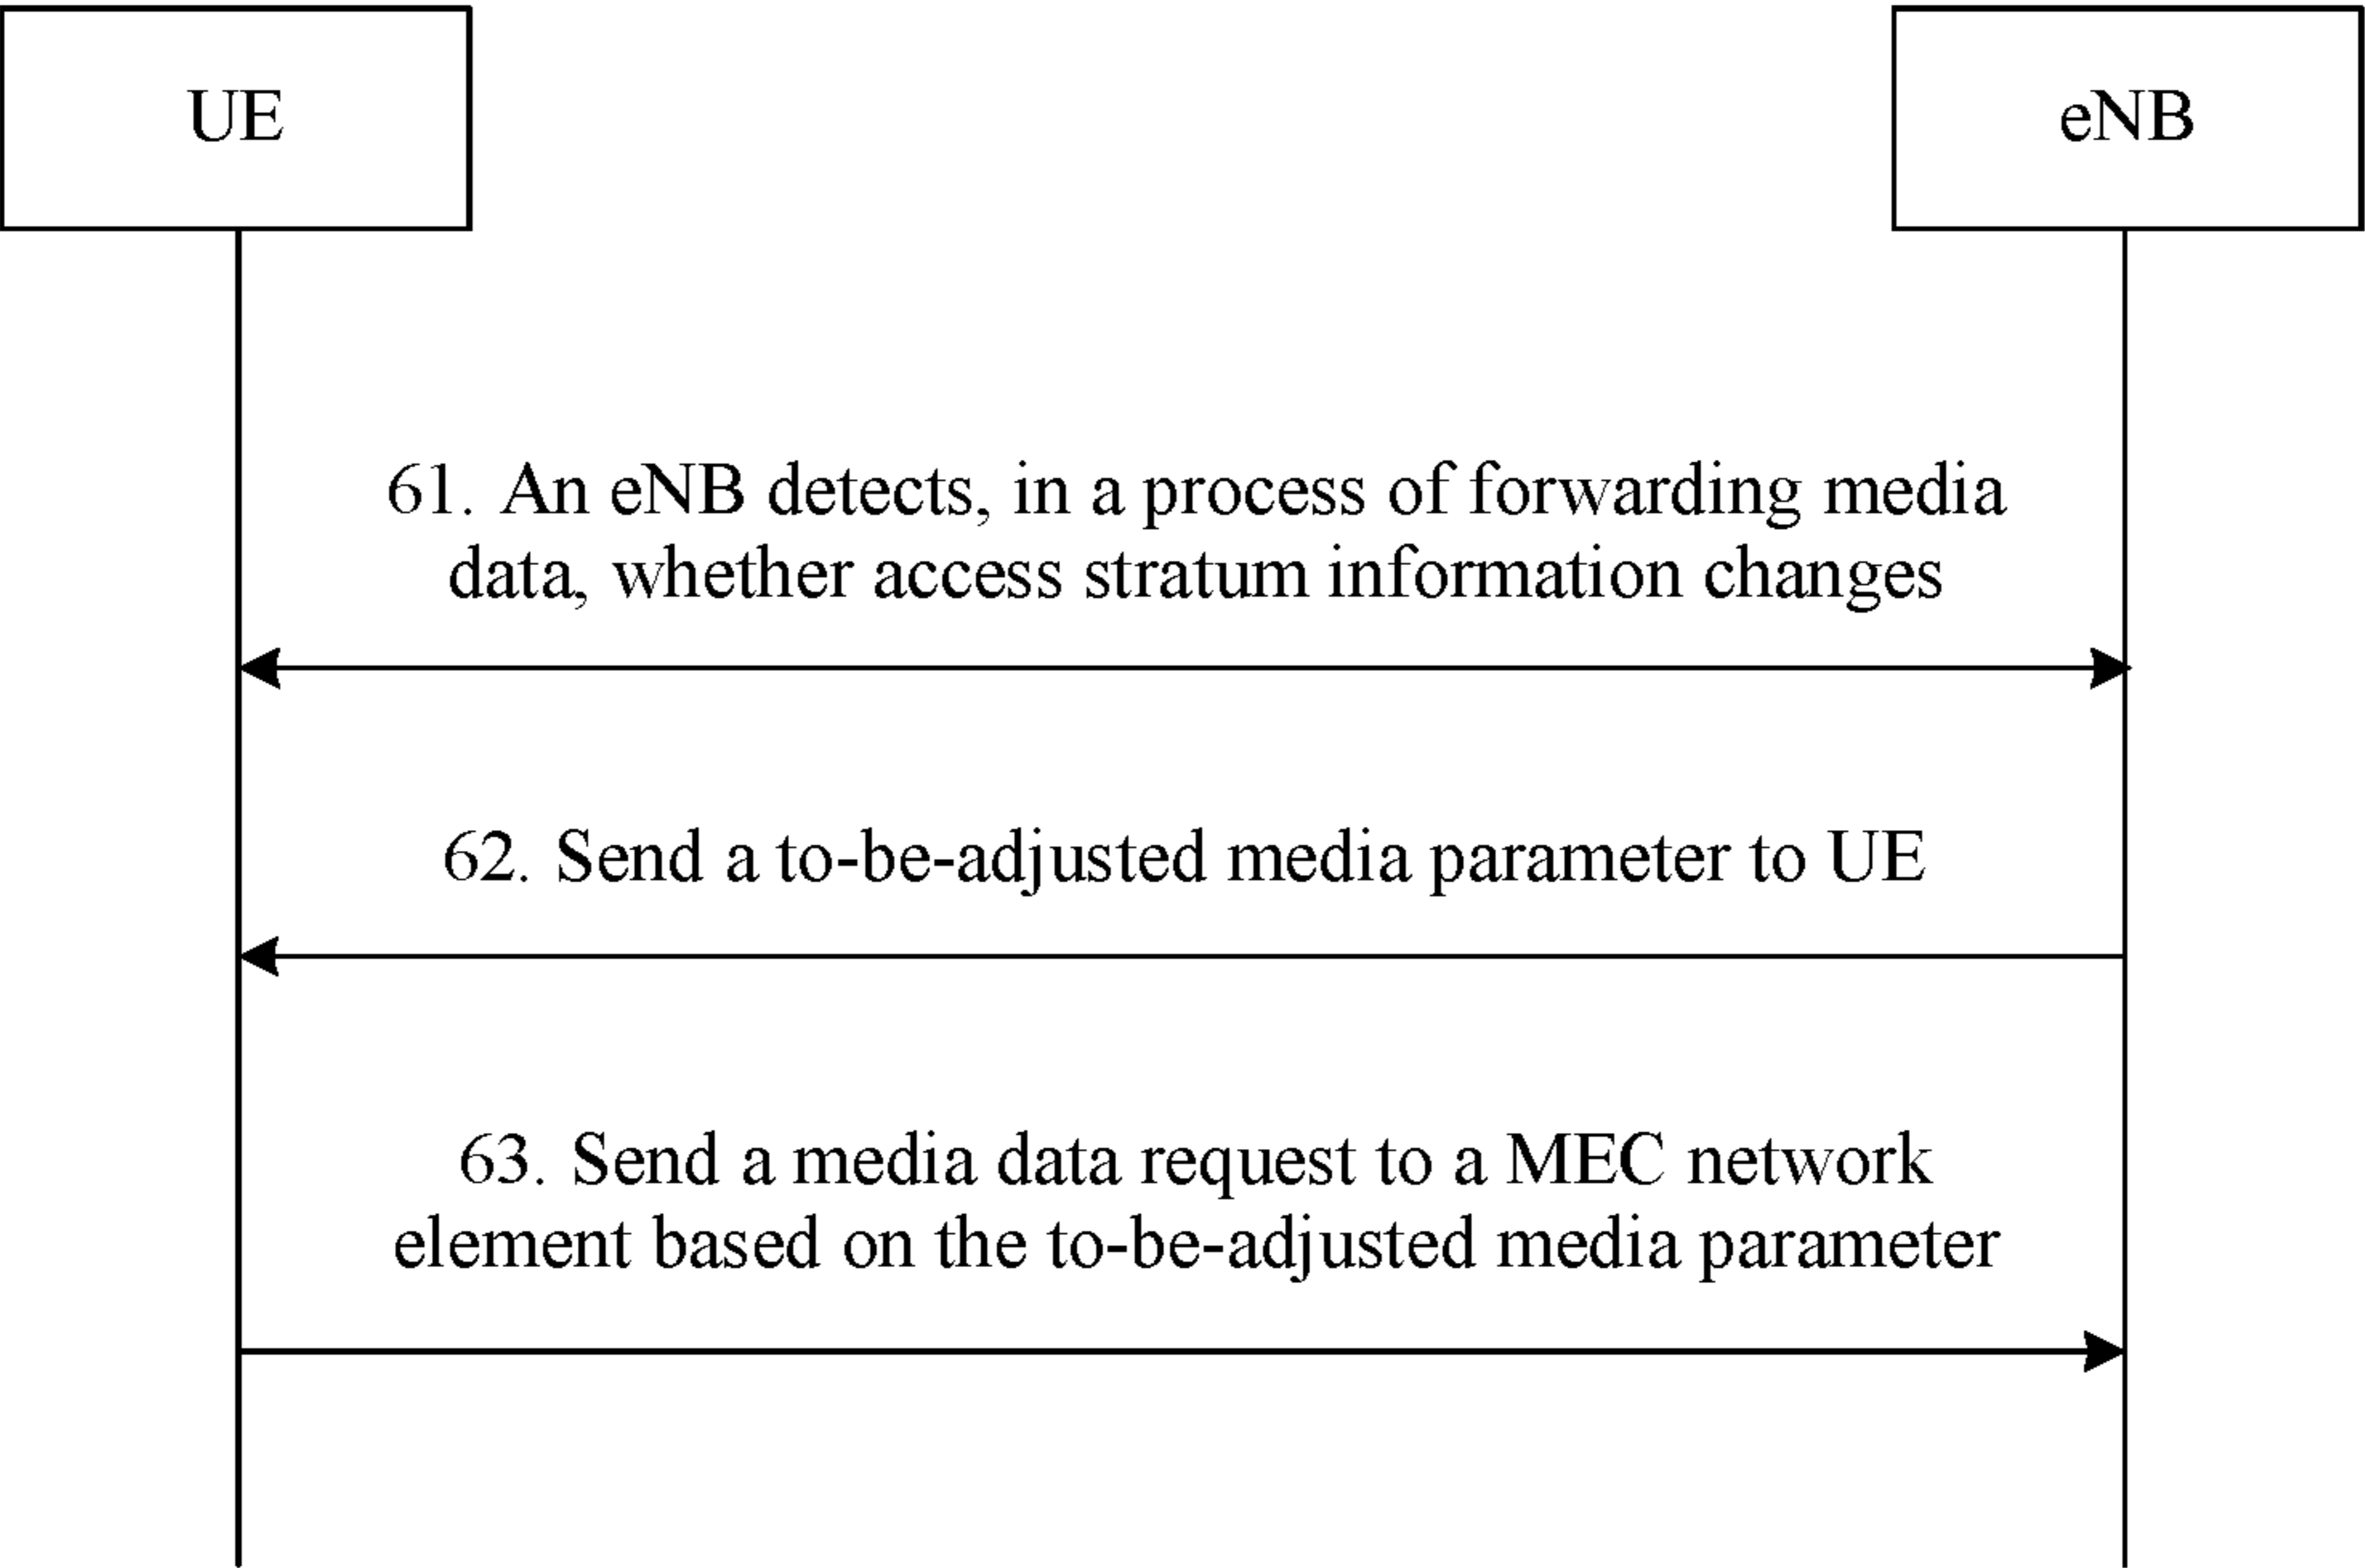 UE
eNB
61. An eNB detects, in a process of forwarding media
data, whether access stratum information changes
62. Send a to-be-adjusted media parameter to UE
63. Send a media data request to a MEC network
element based on the to-be-adjusted media parameter